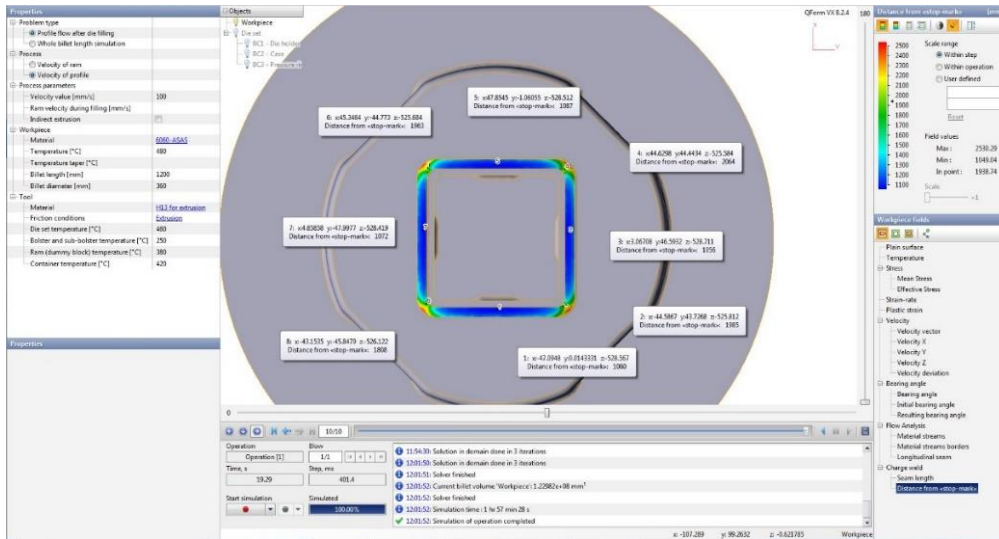 Properties
Problem type
Profile flow after die filling
Whole billet length simulation
Process
Velocity of ram
Velocity of profile
Process parameters
Velocity value [mm/s] 100
Ram velocity during filling [mm/s]
Indirect extrusion
Workpiece
Material 6060-ASAS
Temperature [°C] 480
Temperature taper [°C]
Billet length [mm] 1200
Billet diameter [mm] 360
Tool
Material H13 for extrusion
Friction conditions Extrusion
Die set temperature [°C] 460
Bolster and sub-bolster temperature [°C] 250
Ram (dummy block) temperature [°C] 380
Container temperature [°C] 420
Properties
Objects
Workpiece
Die set
BC1 - Die holder
BC2 - Case
QForm VX 8.2.4
180
X
Y
5: x:47.8545 y:-1.06055 z:-528.512
Distance from «stop-mark»: 1087
6: x:45.3484 y:-44.773 z:-525.684
Distance from «stop-mark»: 1963
4: x:44.6298 y:44.4434 z:-525.584
Distance from «stop-mark»: 2064
7: x:4.85858 y:-47.9977 z:-528.419
Distance from «stop-mark»: 1072
3: x:3.06708 y:46.5932 z:-528.711
Distance from «stop-mark»: 1056
2: x:-44.5867 y:43.7268 z:-525.812
Distance from «stop-mark»: 1985
8: x:-43.1535 y:-45.8479 z:-526.122
Distance from «stop-mark»: 1808
1: x:-47.0948 y:0.0143331 z:-528.567
Distance from «stop-mark»: 1060
0
10/10
Operation
Operation [1]
Blow
1/1
Time, s
19.29
Step, ms
401.4
Start simulation
Simulated
100.00%
11:54:30: Solution in domain done in 3 iterations
12:01:50: Solution in domain done in 3 iterations
12:01:51: Solver finished
12:01:52: Current billet volume 'Workpiece': 1.22982e+08 mm³
12:01:52: Solver finished
12:01:52: Simulation time : 1 hr 57 min 28 s
12:01:52: Simulation of operation completed
x: -107.289 y: 99.2632 z: -0.621785 Workpiece
Distance from «stop-mark»
2500
2400
2300
2200
2100
2000
1900
1800
1700
1600
1500
1400
1300
1200
1100
Scale range
Within step
Within operation
User defined
Reset
Field values
Max : 2530.29
Min : 1049.04
In point : 1938.74
Scale:
Workpiece fields
Plain surface
Temperature
Stress
Mean Stress
Effective Stress
Strain-rate
Plastic strain
Velocity
Velocity vector
Velocity X
Velocity Y
Velocity Z
Velocity deviation
Bearing angle
Bearing angle
Initial bearing angle
Resulting bearing angle
Flow Analysis
Material streams
Material streams borders
Longitudinal seam
Charge weld
Seam length
Distance from «stop-mark»